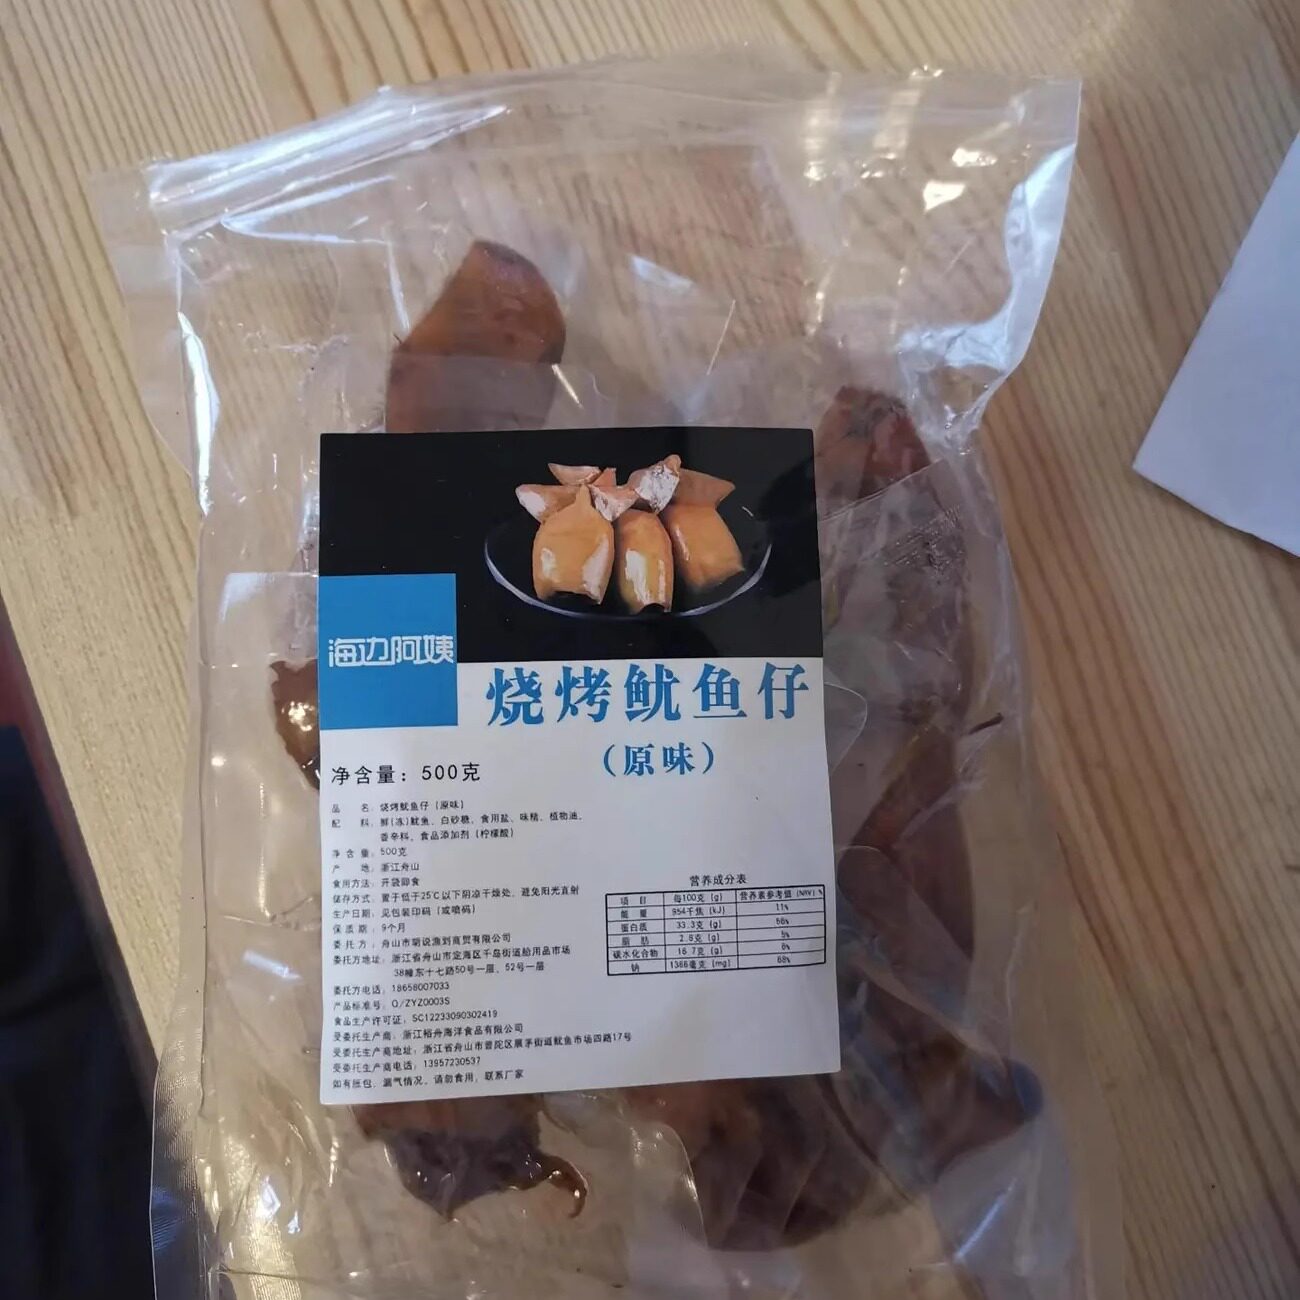 海边阿姨
烧烤鱿鱼仔
（原味）
净含量：500克
品 名：烧烤鱿鱼仔（原味）
配 料：鲜(冻)鱿鱼、白砂糖、食用盐、味精、植物油、
香辛料、食品添加剂（柠檬酸）
净 含 量：500克
产 地：浙江舟山
食用方法：开袋即食
储存方式：置于低于25℃以下阴凉干燥处、避免阳光直射
生产日期：见包装印码（或喷码）
保 质 期：9个月
委 托 方：舟山市胡说渔到商贸有限公司
委托方地址：浙江省舟山市定海区千岛街道船用品市场
38幢东十七路50号一层、52号一层
委托方电话：18658007033
产品标准号：Q/ZYZ0003S
食品生产许可证：SC12233090302419
受委托生产商：浙江裕舟海洋食品有限公司
受委托生产商地址：浙江省舟山市普陀区展茅街道鱿鱼市场四路17号
受委托生产商电话：13957230537
如有胀包、漏气情况，请勿食用，联系厂家
营养成分表
项 目 每100克（g） 营养素参考值（NRV）%
能 量 954千焦（kJ） 11%
蛋白质 33.3克（g） 56%
脂 肪 2.8克（g） 5%
碳水化合物 16.7克（g） 6%
钠 1366毫克（mg） 68%